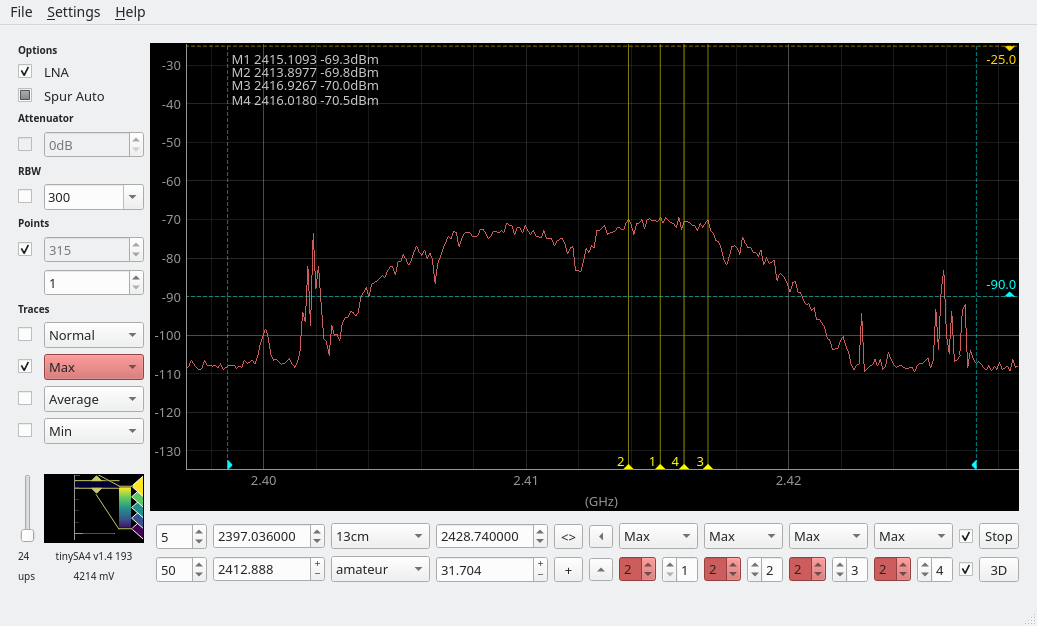 File Settings Help
Options
LNA
Spur Auto
Attenuator
0dB
RBW
300
Points
315
1
Traces
Normal
Max
Average
Min
24 tinySA4 v1.4 193
ups 4214 mV
M1 2415.1093 -69.3dBm
M2 2413.8977 -69.8dBm
M3 2416.9267 -70.0dBm
M4 2416.0180 -70.5dBm
-25.0
-90.0
-30
-40
-50
-60
-70
-80
-90
-100
-110
-120
-130
2 1 4 3
2.40 2.41 2.42
(GHz)
5 2397.036000 13cm 2428.740000 <> Max Max Max Max Stop
50 2412.888 amateur 31.704 + 2 1 2 2 2 3 2 4 3D